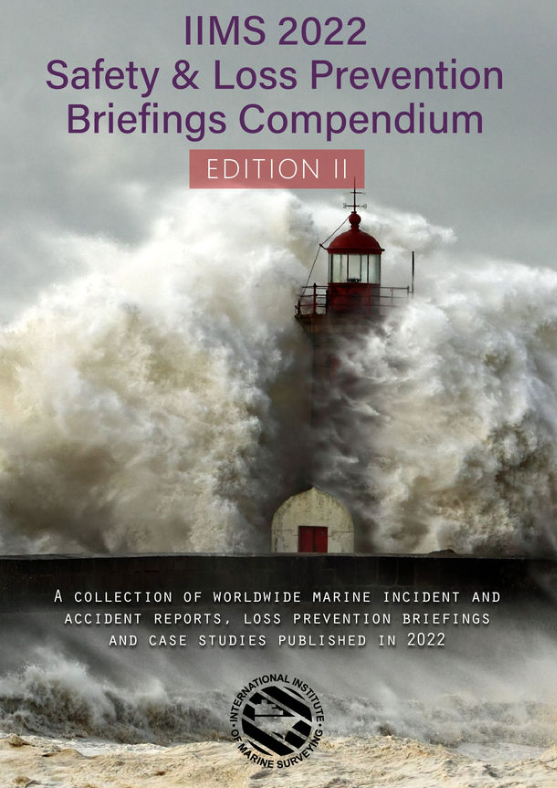 IIMS 2022
Safety & Loss Prevention
Briefings Compendium
EDITION II
A COLLECTION OF WORLDWIDE MARINE INCIDENT AND
ACCIDENT REPORTS, LOSS PREVENTION BRIEFINGS
AND CASE STUDIES PUBLISHED IN 2022
INTERNATIONAL INSTITUTE
OF MARINE SURVEYING